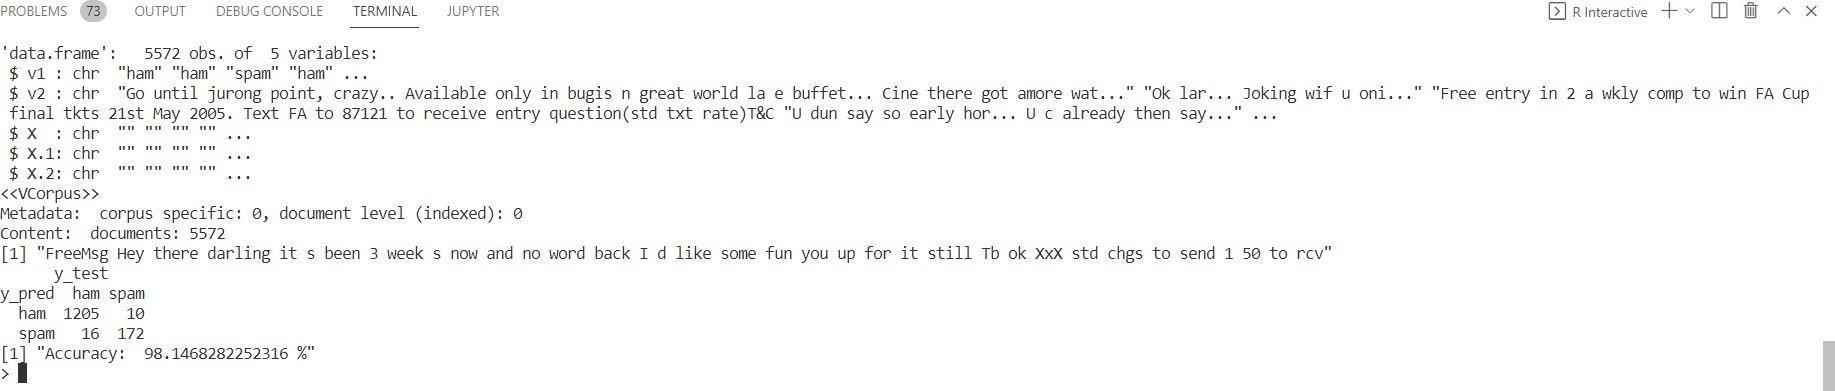 PROBLEMS 73 OUTPUT DEBUG CONSOLE TERMINAL JUPYTER R Interactive
'data.frame':   5572 obs. of  5 variables:
 $ v1 : chr  "ham" "ham" "spam" "ham" ...
 $ v2 : chr  "Go until jurong point, crazy.. Available only in bugis n great world la e buffet... Cine there got amore wat..." "Ok lar... Joking wif u oni..." "Free entry in 2 a wkly comp to win FA Cup
 final tkts 21st May 2005. Text FA to 87121 to receive entry question(std txt rate)T&C "U dun say so early hor... U c already then say..." ...
 $ X  : chr  "" "" "" "" ...
 $ X.1: chr  "" "" "" "" ...
 $ X.2: chr  "" "" "" "" ...
<<VCorpus>>
Metadata:  corpus specific: 0, document level (indexed): 0
Content:  documents: 5572
[1] "FreeMsg Hey there darling it s been 3 week s now and no word back I d like some fun you up for it still Tb ok XxX std chgs to send 1 50 to rcv"
      y_test
y_pred  ham spam
  ham  1205   10
  spam   16  172
[1] "Accuracy:  98.1468282252316 %"
>